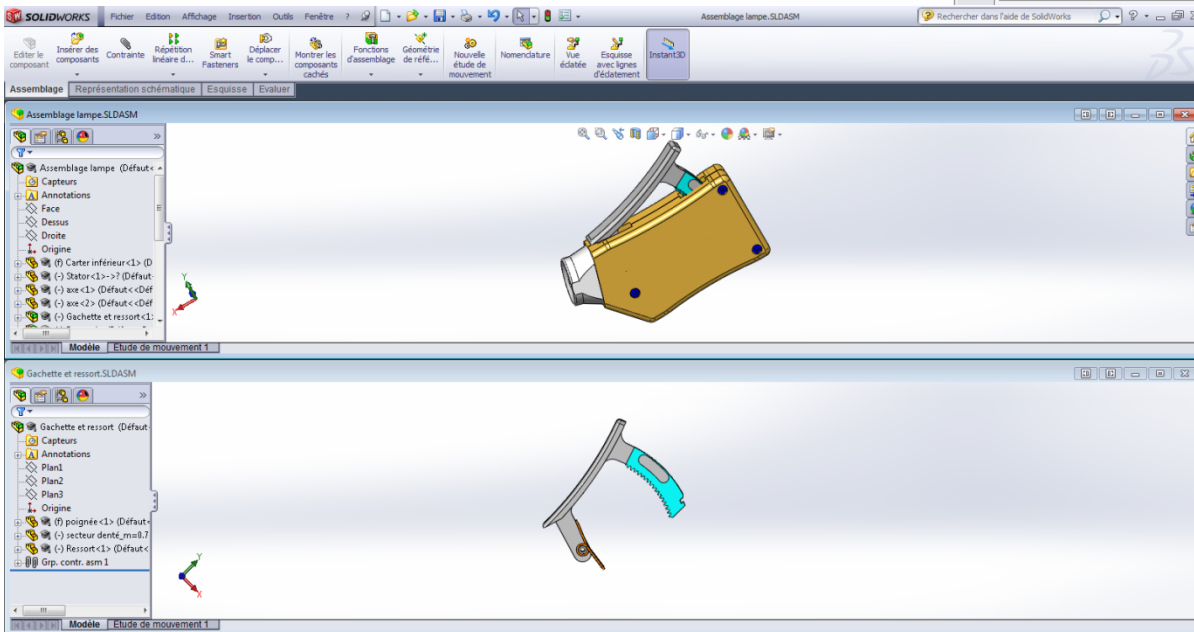 SOLIDWORKS Fichier Edition Affichage Insertion Outils Fenêtre ? Assemblage lampe.SLDASM Rechercher dans l'aide de SolidWorks
Editer le composant
Insérer des composants
Contrainte
Répétition linéaire d...
Smart Fasteners
Déplacer le comp...
Montrer les composants cachés
Fonctions d'assemblage
Géométrie de réfé...
Nouvelle étude de mouvement
Nomenclature
Vue éclatée
Esquisse avec lignes d'éclatement
Instant3D
Assemblage Représentation schématique Esquisse Evaluer
Assemblage lampe.SLDASM
Assemblage lampe (Défaut<
Capteurs
Annotations
Face
Dessus
Droite
Origine
(f) Carter inférieur<1> (D
(-) Stator<1>->? (Défaut-
(-) axe<1> (Défaut<<Déf
(-) axe<2> (Défaut<<Déf
(-) Gachette et ressort<1>
Y
X
Modèle Etude de mouvement 1
Gachette et ressort.SLDASM
Gachette et ressort (Défaut-
Capteurs
Annotations
Plan1
Plan2
Plan3
Origine
(f) poignée<1> (Défaut<
(-) secteur denté_m=0.7
(-) Ressort<1> (Défaut<
Grp. contr. asm 1
Y
X
Modèle Etude de mouvement 1